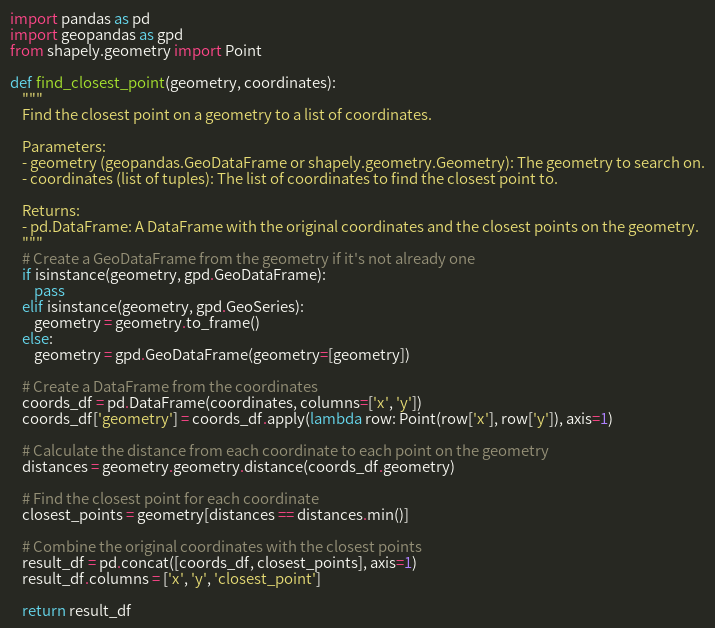 import pandas as pd
import geopandas as gpd
from shapely.geometry import Point

def find_closest_point(geometry, coordinates):
    """
    Find the closest point on a geometry to a list of coordinates.

    Parameters:
    - geometry (geopandas.GeoDataFrame or shapely.geometry.Geometry): The geometry to search on.
    - coordinates (list of tuples): The list of coordinates to find the closest point to.

    Returns:
    - pd.DataFrame: A DataFrame with the original coordinates and the closest points on the geometry.
    """
    # Create a GeoDataFrame from the geometry if it's not already one
    if isinstance(geometry, gpd.GeoDataFrame):
        pass
    elif isinstance(geometry, gpd.GeoSeries):
        geometry = geometry.to_frame()
    else:
        geometry = gpd.GeoDataFrame(geometry=[geometry])

    # Create a DataFrame from the coordinates
    coords_df = pd.DataFrame(coordinates, columns=['x', 'y'])
    coords_df['geometry'] = coords_df.apply(lambda row: Point(row['x'], row['y']), axis=1)

    # Calculate the distance from each coordinate to each point on the geometry
    distances = geometry.geometry.distance(coords_df.geometry)

    # Find the closest point for each coordinate
    closest_points = geometry[distances == distances.min()]

    # Combine the original coordinates with the closest points
    result_df = pd.concat([coords_df, closest_points], axis=1)
    result_df.columns = ['x', 'y', 'closest_point']

    return result_df